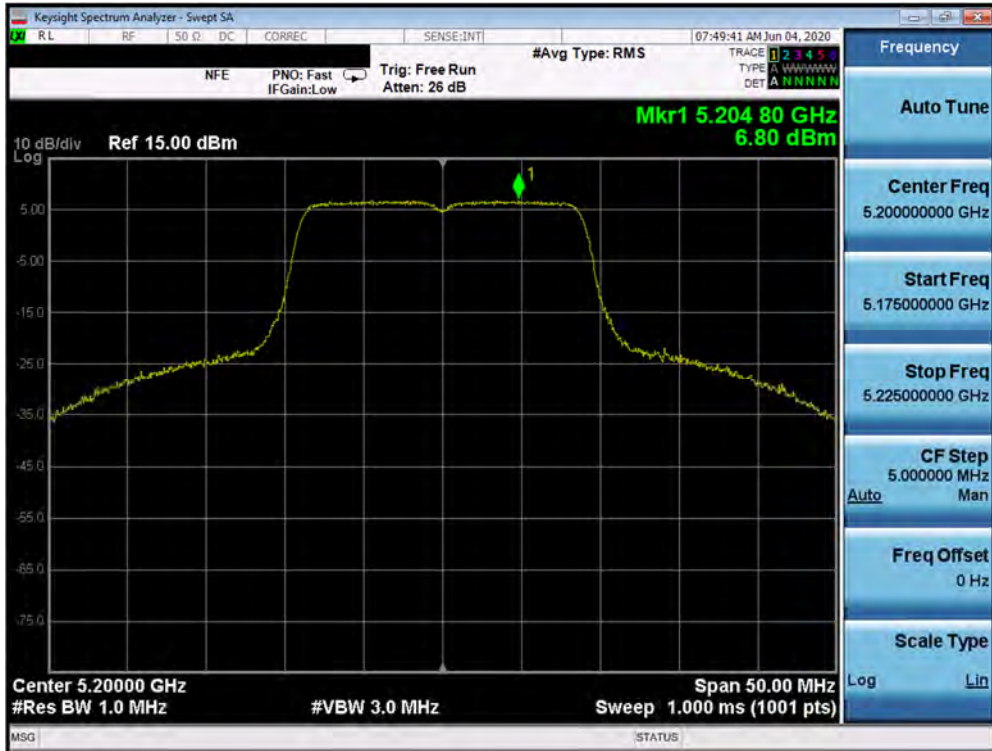 Keysight Spectrum Analyzer - Swept SA
LXI RL RF 50 Ω DC CORREC SENSE:INT 07:49:41 AM Jun 04, 2020
NFE PNO: Fast IFGain:Low Trig: Free Run Atten: 26 dB #Avg Type: RMS
TRACE 1 2 3 4 5 6
TYPE A WWWWW
DET A N N N N N
Mkr1 5.204 80 GHz
6.80 dBm
10 dB/div Ref 15.00 dBm
Log
1
5.00
-5.00
-15.0
-25.0
-35.0
-45.0
-55.0
-65.0
-75.0
Center 5.20000 GHz Span 50.00 MHz
#Res BW 1.0 MHz #VBW 3.0 MHz Sweep 1.000 ms (1001 pts)
MSG STATUS
Frequency
Auto Tune
Center Freq
5.200000000 GHz
Start Freq
5.175000000 GHz
Stop Freq
5.225000000 GHz
CF Step
5.000000 MHz
Auto Man
Freq Offset
0 Hz
Scale Type
Log Lin